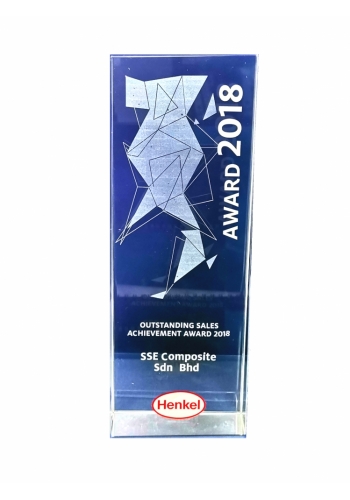 AWARD 2018
OUTSTANDING SALES
ACHIEVEMENT AWARD 2018
SSE Composite
Sdn Bhd
Henkel